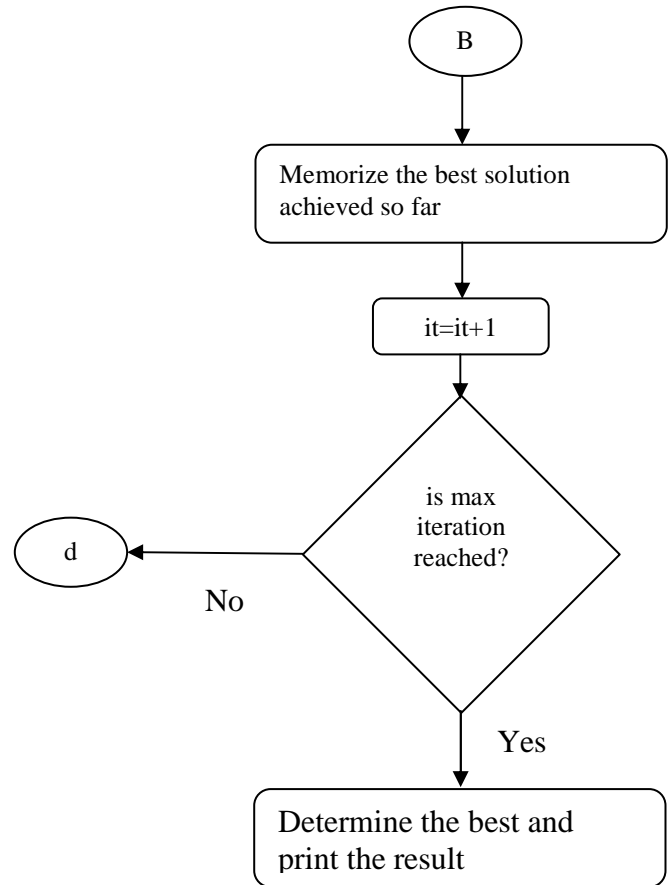 B
Memorize the best solution
achieved so far
it=it+1
is max
iteration
reached?
d
No
Yes
Determine the best and
print the result